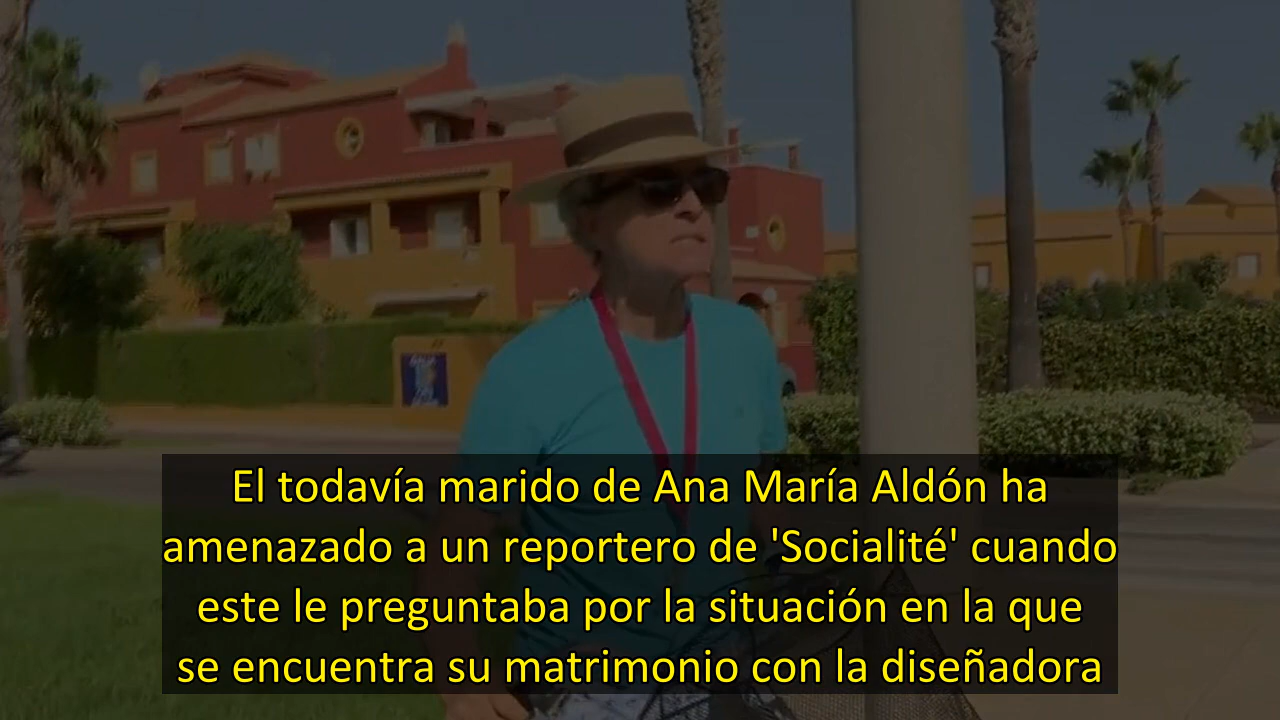 El todavía marido de Ana María Aldón ha
amenazado a un reportero de 'Socialité' cuando
este le preguntaba por la situación en la que
se encuentra su matrimonio con la diseñadora